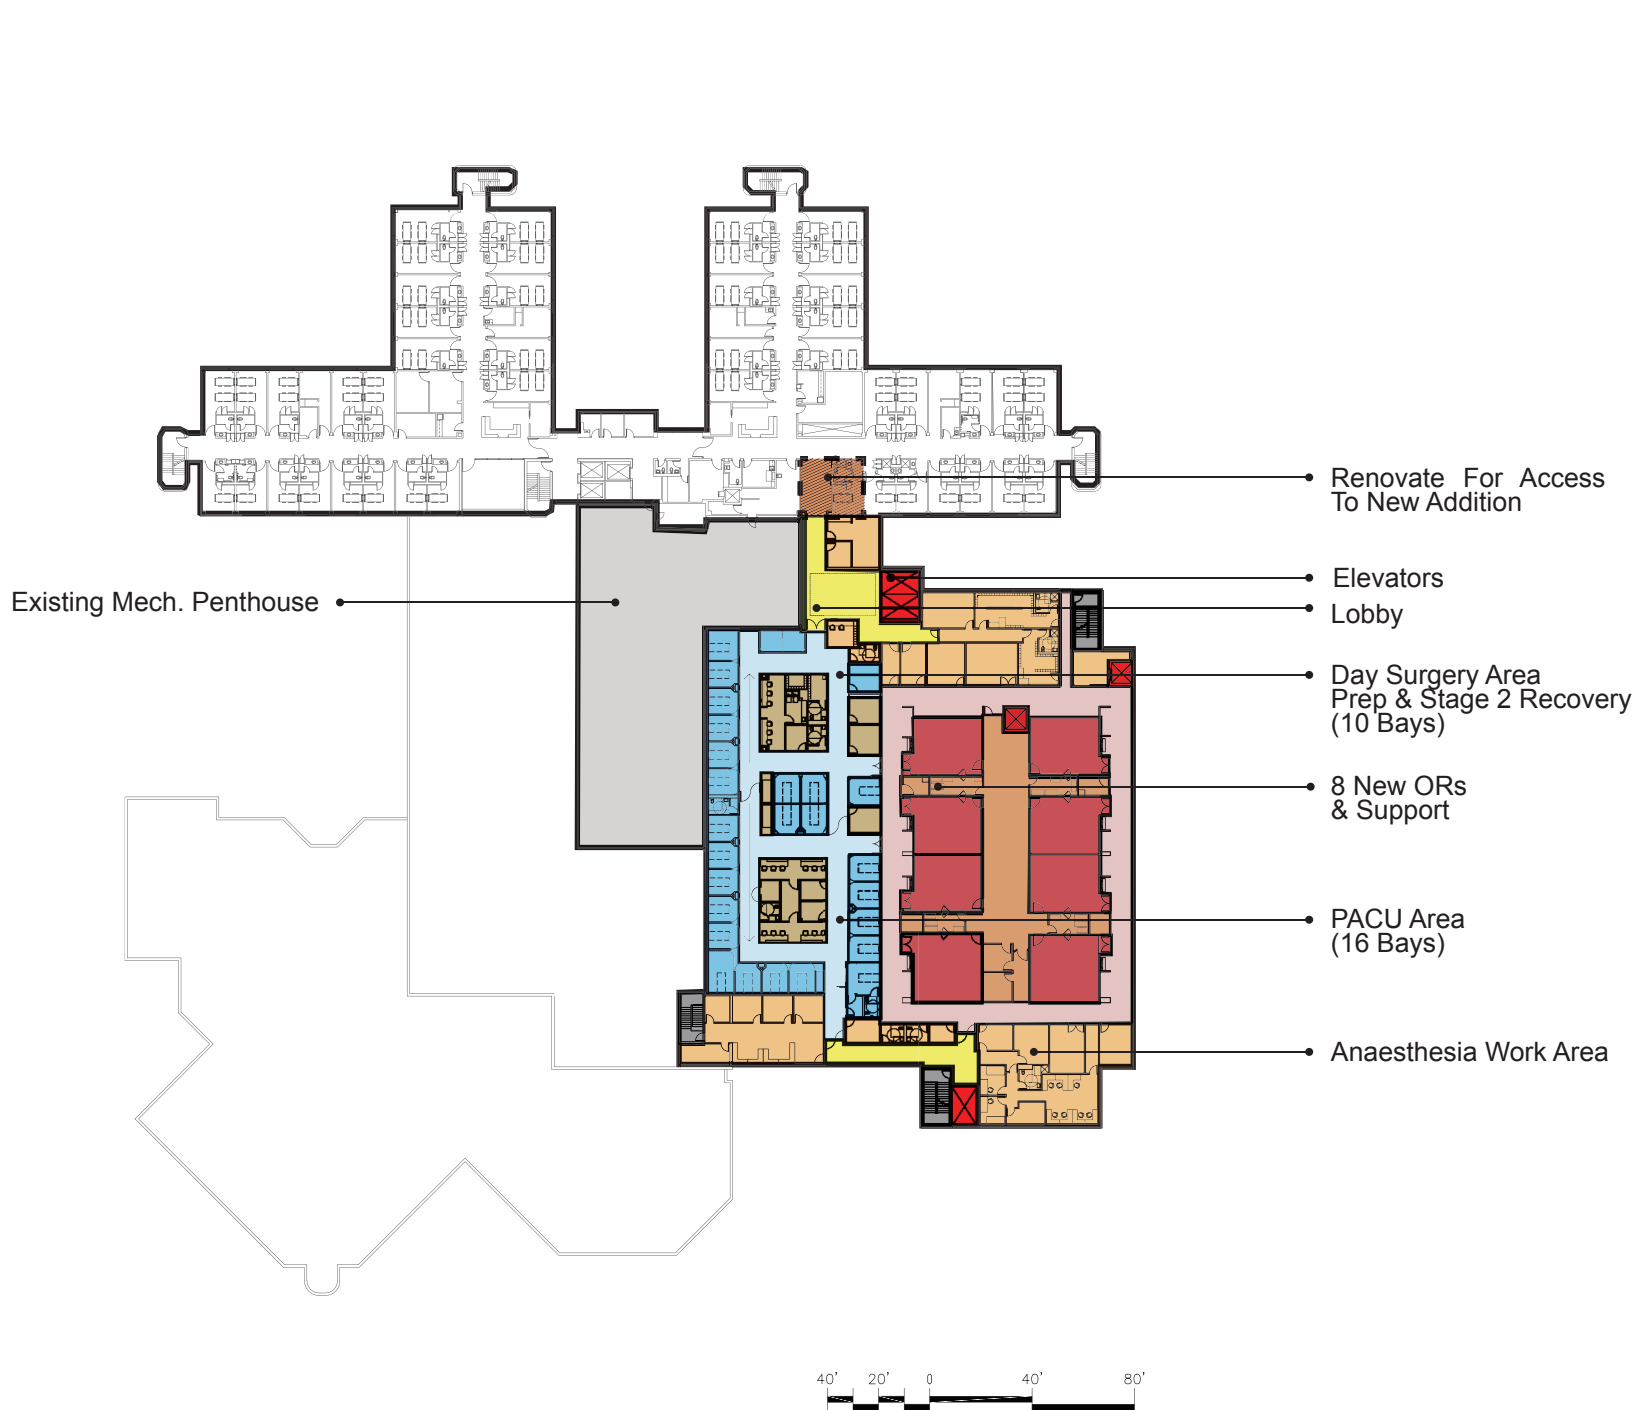 Renovate For Access
To New Addition
Elevators
Existing Mech. Penthouse
Lobby
Day Surgery Area
Prep & Stage 2 Recovery
(10 Bays)
8 New ORs
& Support
PACU Area
(16 Bays)
Anaesthesia Work Area
40' 20' 0 40' 80'